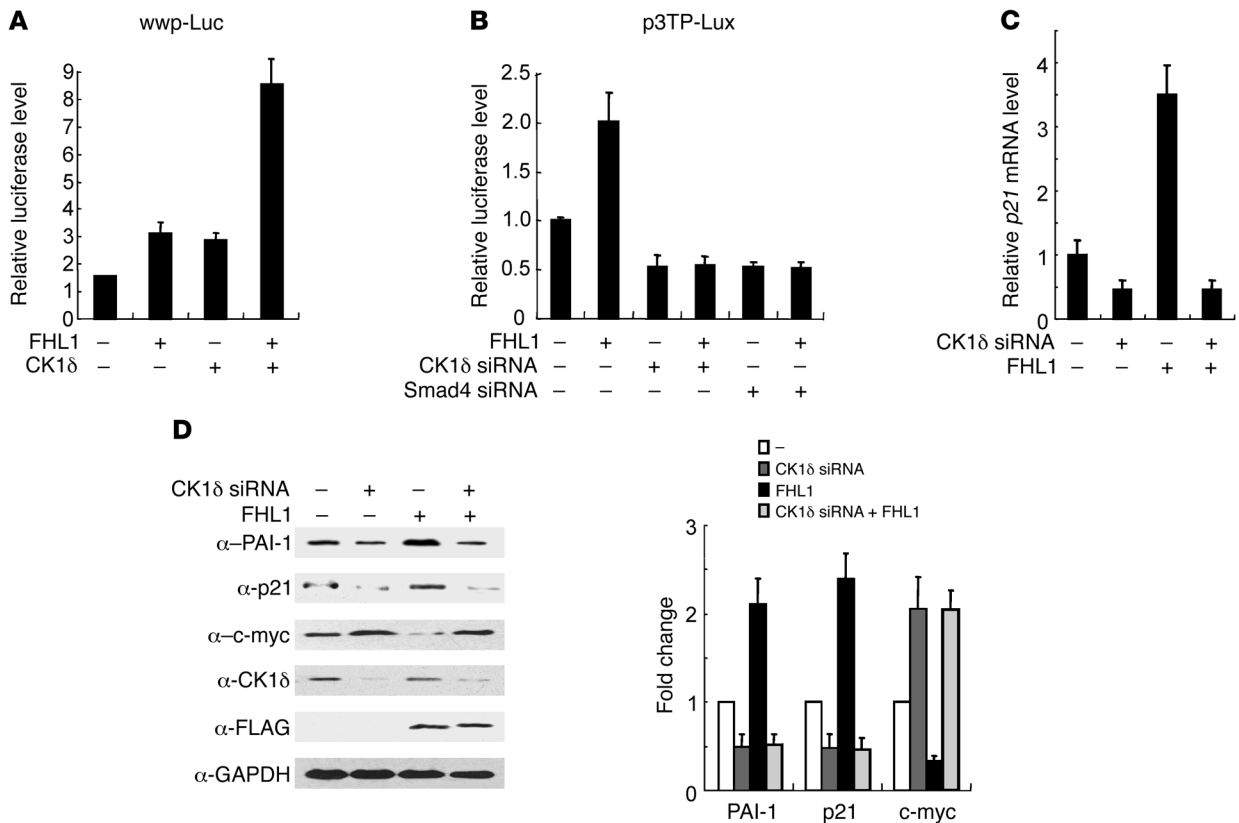 A
wwp-Luc
Relative luciferase level
9
8
7
6
5
4
3
2
1
0
FHL1 – + – +
CK1δ – – + +
B
p3TP-Lux
Relative luciferase level
2.5
2.0
1.5
1.0
0.5
0
FHL1 – + – + – +
CK1δ siRNA – – + + – –
Smad4 siRNA – – – – + +
C
Relative p21 mRNA level
4
3
2
1
0
CK1δ siRNA – + – +
FHL1 – – + +
D
CK1δ siRNA – + – +
FHL1 – – + +
α–PAI-1
α-p21
α–c-myc
α-CK1δ
α-FLAG
α-GAPDH
–
CK1δ siRNA
FHL1
CK1δ siRNA + FHL1
Fold change
3
2
1
0
PAI-1 p21 c-myc